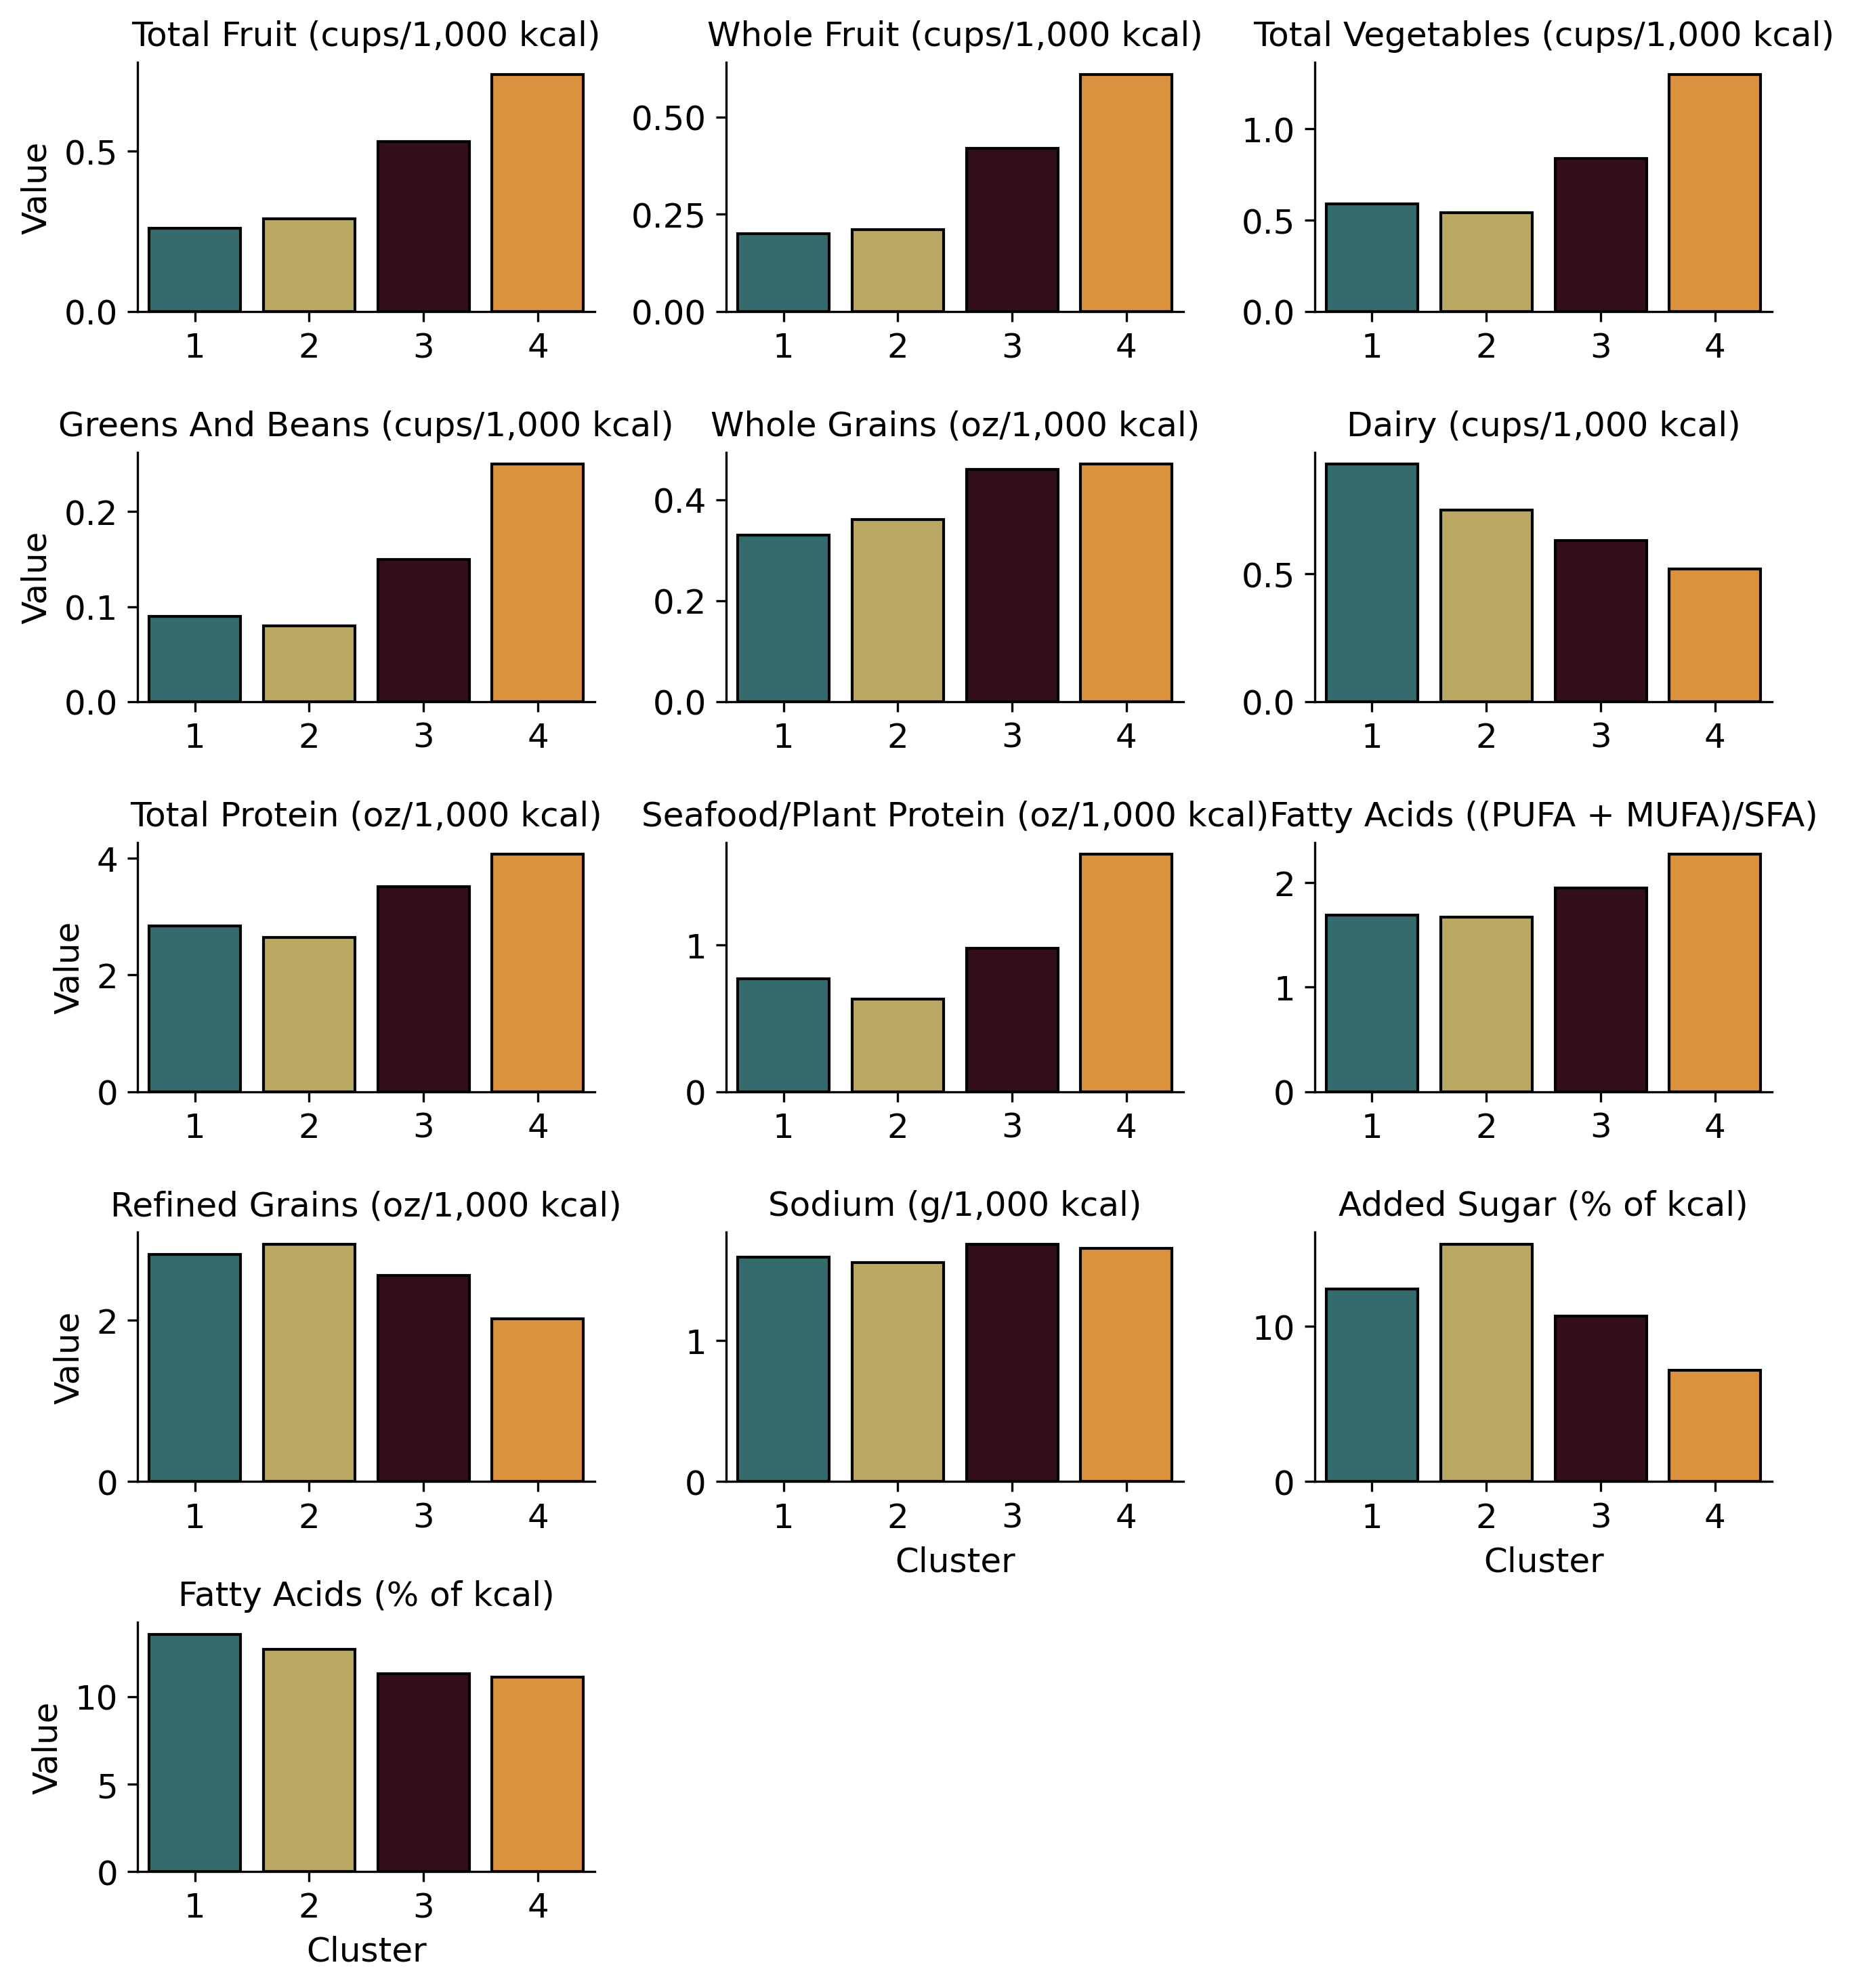 Total Fruit (cups/1,000 kcal)
Value
0.5
0.0
1 2 3 4
Whole Fruit (cups/1,000 kcal)
0.50
0.25
0.00
1 2 3 4
Total Vegetables (cups/1,000 kcal)
1.0
0.5
0.0
1 2 3 4
Greens And Beans (cups/1,000 kcal)
Value
0.2
0.1
0.0
1 2 3 4
Whole Grains (oz/1,000 kcal)
0.4
0.2
0.0
1 2 3 4
Dairy (cups/1,000 kcal)
0.5
0.0
1 2 3 4
Total Protein (oz/1,000 kcal)
Value
4
2
0
1 2 3 4
Seafood/Plant Protein (oz/1,000 kcal)
1
0
1 2 3 4
Fatty Acids ((PUFA + MUFA)/SFA)
2
1
0
1 2 3 4
Refined Grains (oz/1,000 kcal)
Value
2
0
1 2 3 4
Sodium (g/1,000 kcal)
1
0
1 2 3 4
Cluster
Added Sugar (% of kcal)
10
0
1 2 3 4
Cluster
Fatty Acids (% of kcal)
Value
10
5
0
1 2 3 4
Cluster